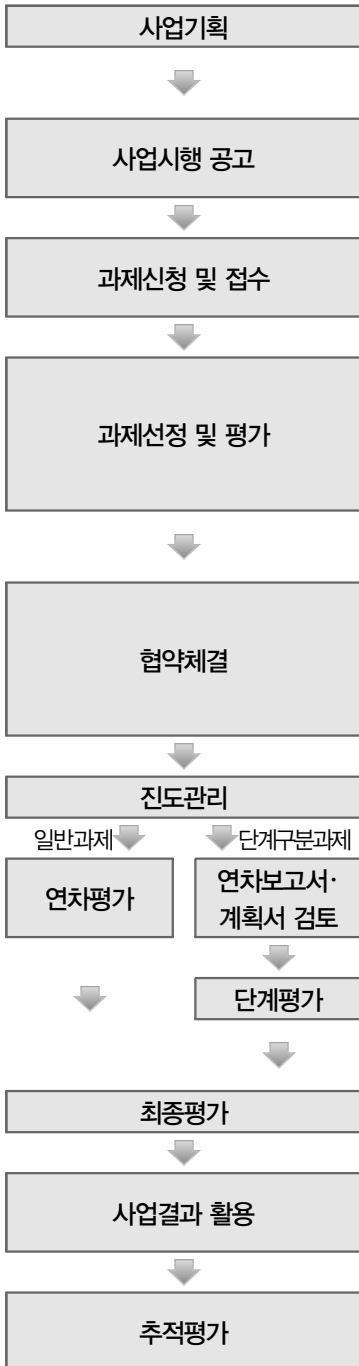 사업기획
사업시행 공고
과제신청 및 접수
과제선정 및 평가
협약체결
진도관리
일반과제
단계구분과제
연차평가
연차보고서·
계획서 검토
단계평가
최종평가
사업결과 활용
추적평가